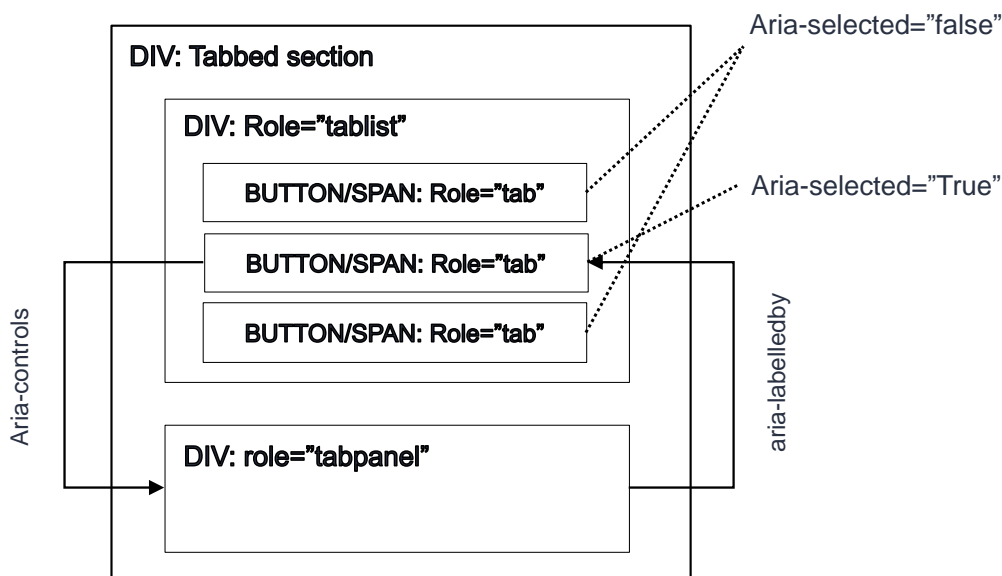 Aria-selected=”false”
DIV: Tabbed section
DIV: Role=”tablist”
BUTTON/SPAN: Role=”tab”
Aria-selected=”True”
BUTTON/SPAN: Role=”tab”
BUTTON/SPAN: Role=”tab”
Aria-controls
aria-labelledby
DIV: role=”tabpanel”